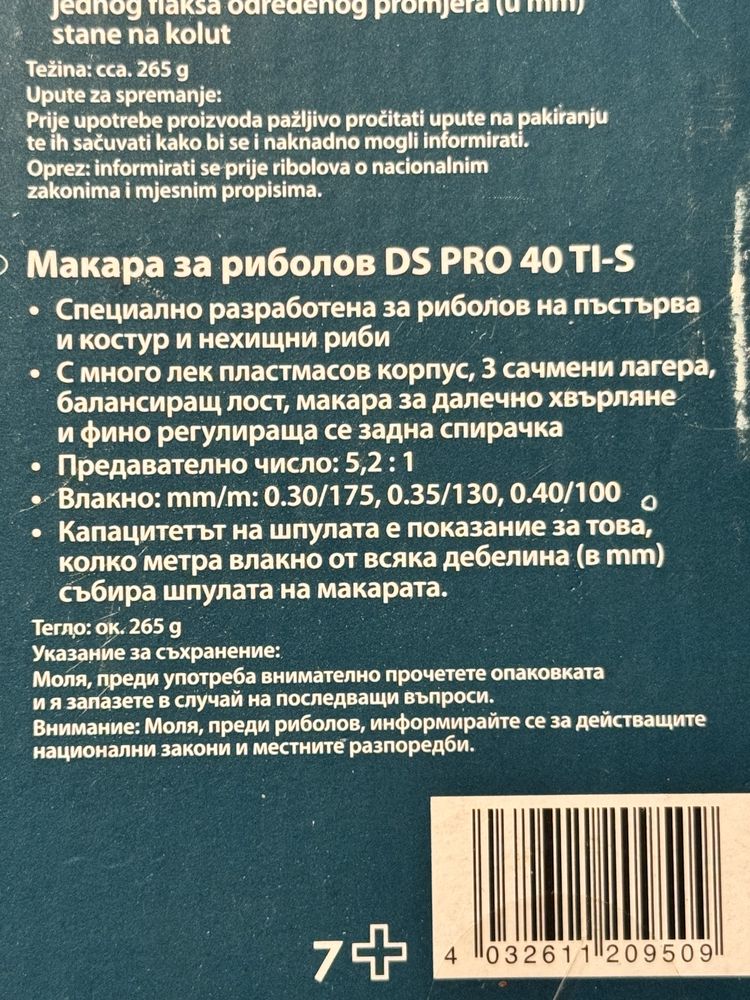 jednog flaksa određenog promjera (u mm)
stane na kolut
Težina: cca. 265 g
Upute za spremanje:
Prije upotrebe proizvoda pažljivo pročitati upute na pakiranju
te ih sačuvati kako bi se i naknadno mogli informirati.
Oprez: informirati se prije ribolova o nacionalnim
zakonima i mjesnim propisima.
Макара за риболов DS PRO 40 TI-S
• Специално разработена за риболов на пъстърва
и костур и нехищни риби
• С много лек пластмасов корпус, 3 сачмени лагера,
балансиращ лост, макара за далечно хвърляне
и фино регулираща се задна спирачка
• Предавателно число: 5,2 : 1
• Влакно: mm/m: 0.30/175, 0.35/130, 0.40/100
• Капацитетът на шпулата е показание за това,
колко метра влакно от всяка дебелина (в mm)
събира шпулата на макарата.
Тегло: ок. 265 g
Указание за съхранение:
Моля, преди употреба внимателно прочетете опаковката
и я запазете в случай на последващи въпроси.
Внимание: Моля, преди риболов, информирайте се за действащите
национални закони и местните разпоредби.
7+
4 032611 209509